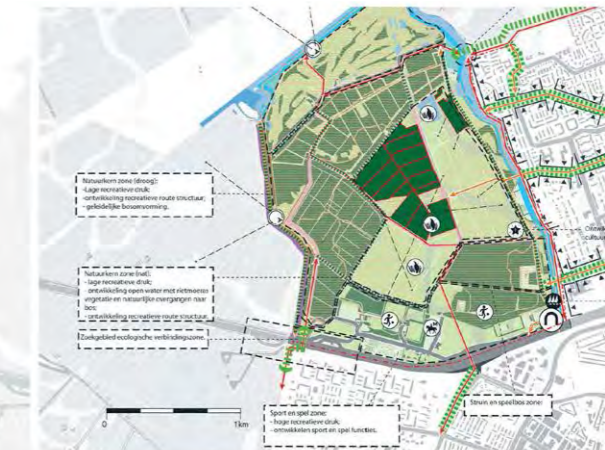 Natuurkern zone (droog):
-Lage recreatieve druk;
-ontwikkeling recreatieve route structuur;
- geleidelijke bosomvorming.
Natuurkern zone (nat):
- lage recreatieve druk;
- ontwikkeling open water met rietmoeras
vegetatie en natuurlijke overgangen naar
bos;
- ontwikkeling recreatieve route structuur.
Zoekgebied ecologische verbindingszone.
0 1km
Sport en spel zone:
- hoge recreatieve druk;
- ontwikkelen sport en spel functies.
Struin en speelbos zone: